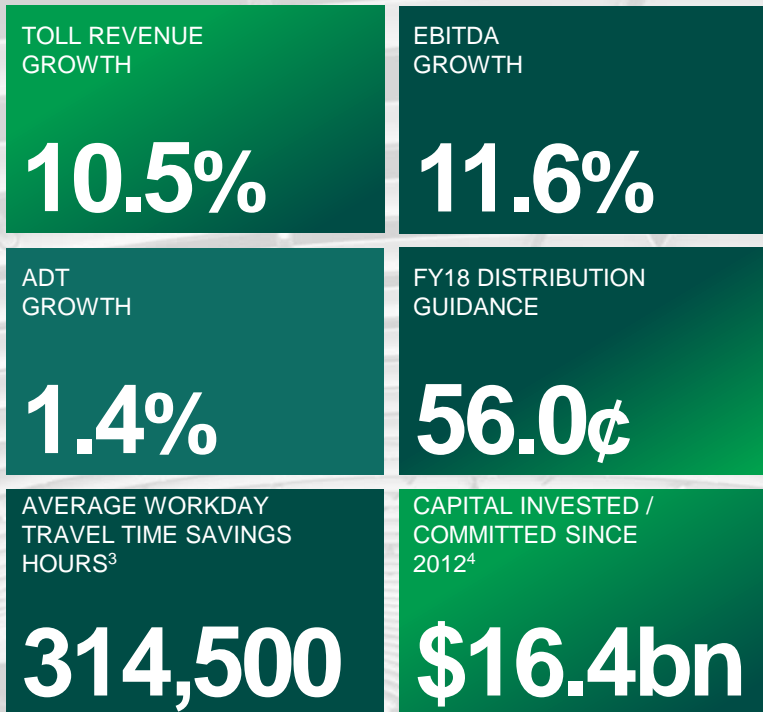 TOLL REVENUE
GROWTH
10.5%
EBITDA
GROWTH
11.6%
ADT
GROWTH
1.4%
FY18 DISTRIBUTION
GUIDANCE
56.0¢
AVERAGE WORKDAY
TRAVEL TIME SAVINGS
HOURS³
314,500
CAPITAL INVESTED /
COMMITTED SINCE
2012⁴
$16.4bn